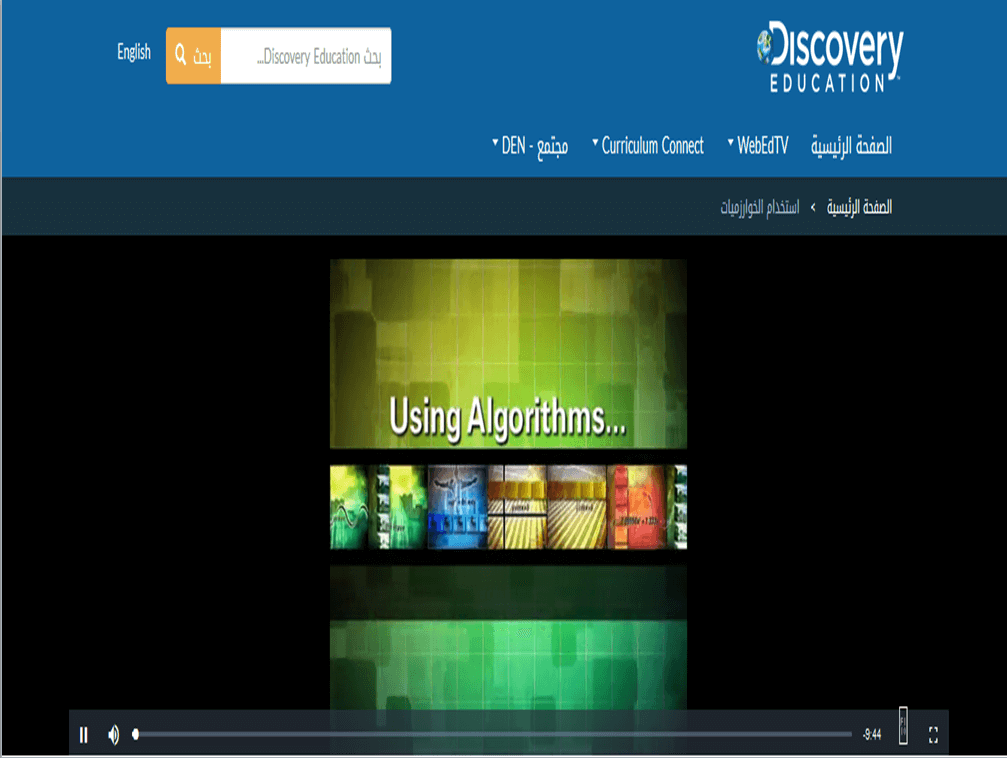 DISCOVERY
EDUCATION
بحث Discovery Education...
بحث
English
الصفحة الرئيسية
WebEdTV
Curriculum Connect
مجتمع - DEN
الصفحة الرئيسية › استخدام الخوارزميات
Using Algorithms...
-9:44